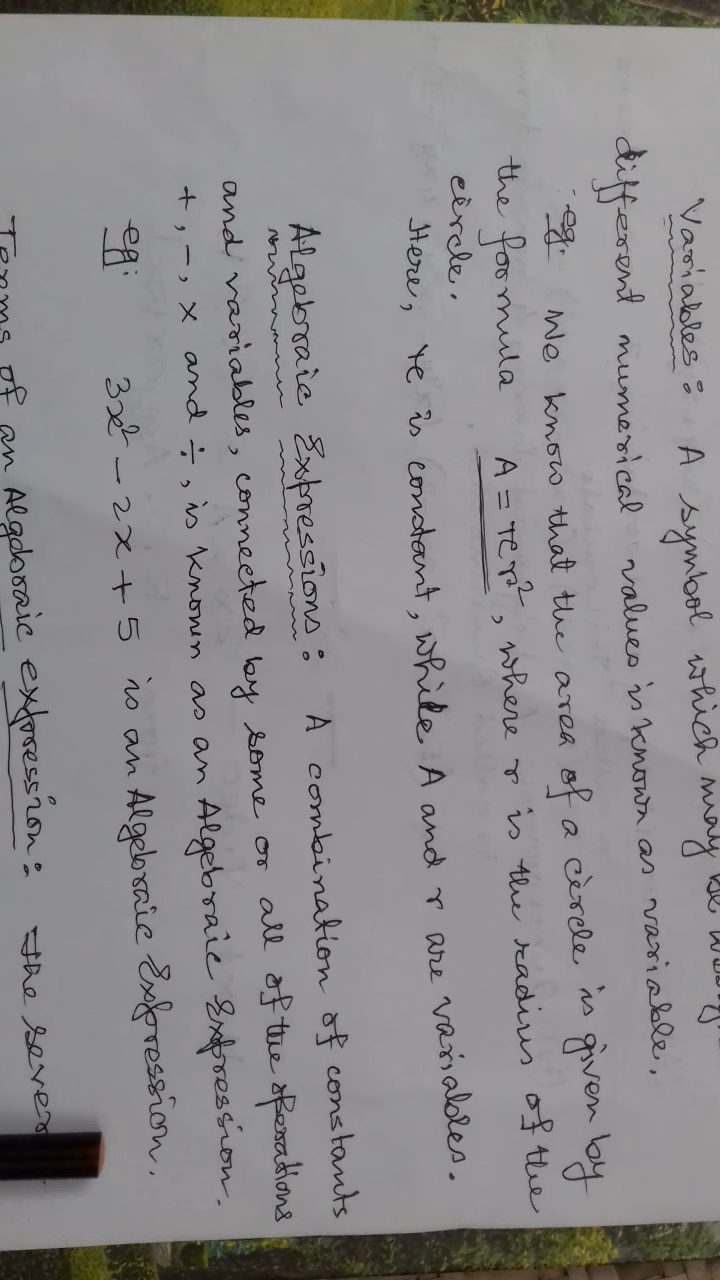 Variables: A symbol which may be
different numerical values is known as variable.
eg. We know that the area of a circle is given by
the formula A = πr², where r is the radius of the
circle.
Here, π is constant, while A and r are variables.
Algebraic Expressions: A combination of constants
and variables, connected by some or all of the operations
+, -, × and ÷, is known as an Algebraic Expression.
eg: 3x² - 2x + 5 is an Algebraic Expression.
Terms of an Algebraic expression: The sever